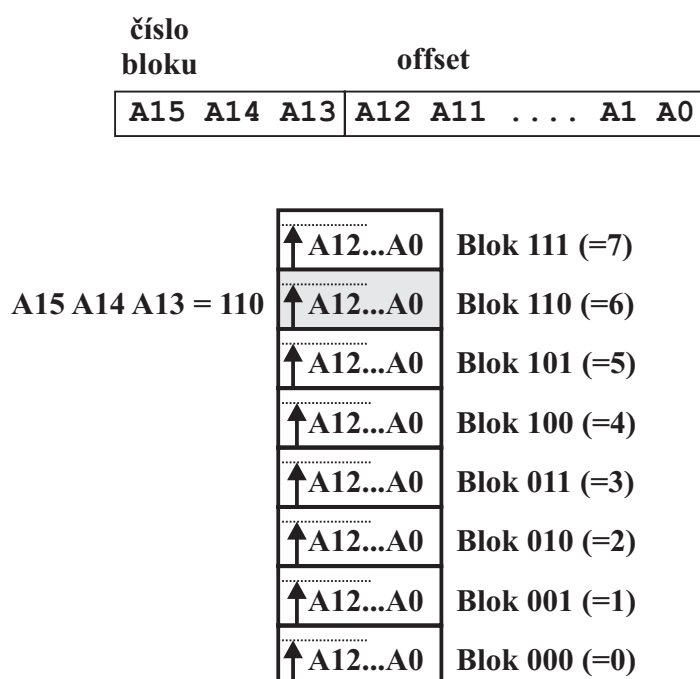 číslo
bloku
offset
A15 A14 A13 A12 A11 .... A1 A0
A12...A0 Blok 111 (=7)
A15 A14 A13 = 110 A12...A0 Blok 110 (=6)
A12...A0 Blok 101 (=5)
A12...A0 Blok 100 (=4)
A12...A0 Blok 011 (=3)
A12...A0 Blok 010 (=2)
A12...A0 Blok 001 (=1)
A12...A0 Blok 000 (=0)